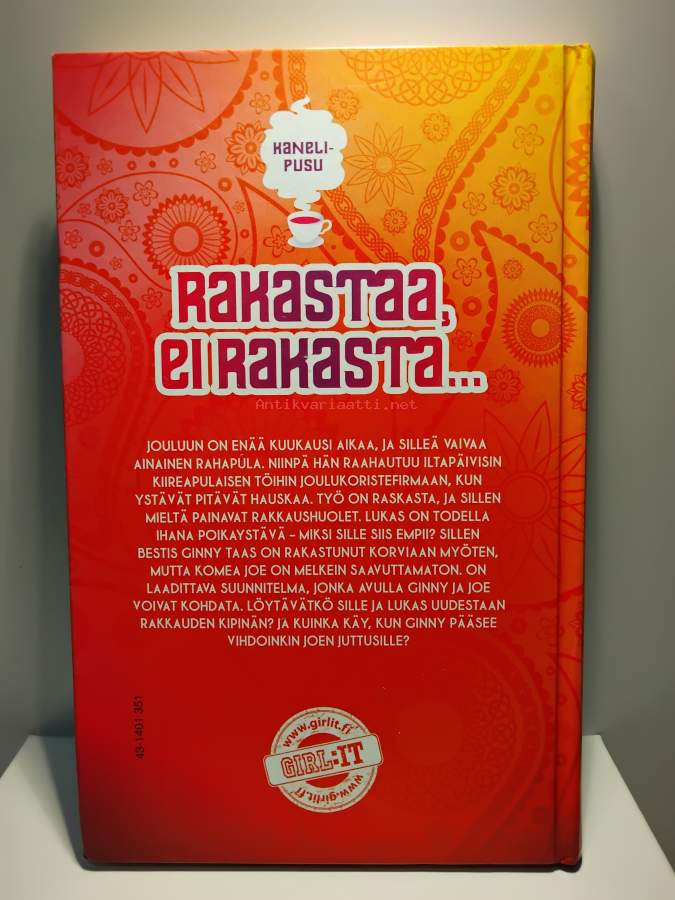 KANELI-
PUSU
RAKASTAA,
EI RAKASTA...
Antikvariaatti.net
JOULUUN ON ENÄÄ KUUKAUSI AIKAA, JA SILLEÄ VAIVAA
AINAINEN RAHAPULA. NIINPÄ HÄN RAAHAUTUU ILTAPÄIVISIN
KIIREAPULAISEN TÖIHIN JOULUKORISTEFIRMAAN, KUN
YSTÄVÄT PITÄVÄT HAUSKAA. TYÖ ON RASKASTA, JA SILLEN
MIELTÄ PAINAVAT RAKKAUSHUOLET. LUKAS ON TODELLA
IHANA POIKAYSTÄVÄ – MIKSI SILLE SIIS EMPII? SILLEN
BESTIS GINNY TAAS ON RAKASTUNUT KORVIAAN MYÖTEN,
MUTTA KOMEA JOE ON MELKEIN SAAVUTTAMATON. ON
LAADITTAVA SUUNNITELMA, JONKA AVULLA GINNY JA JOE
VOIVAT KOHDATA. LÖYTÄVÄTKÖ SILLE JA LUKAS UUDESTAAN
RAKKAUDEN KIPINÄN? JA KUINKA KÄY, KUN GINNY PÄÄSEE
VIHDOINKIN JOEN JUTTUSILLE?
43-1401 351
www.girlit.fi
GIRL:IT
www.girlit.fi